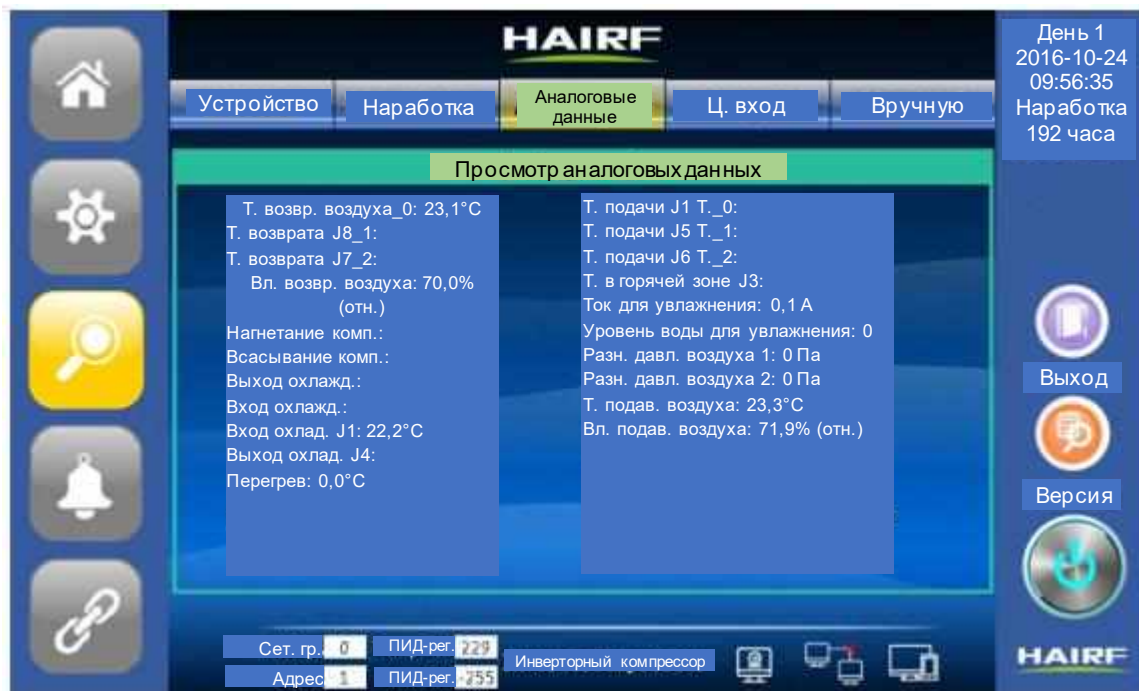 HAIRF
День 1
2016-10-24
09:56:35
Наработка
192 часа
Устройство
Наработка
Аналоговые
данные
Ц. вход
Вручную
Просмотр аналоговых данных
Т. возвр. воздуха_0: 23,1°C
Т. возврата J8_1:
Т. возврата J7_2:
Вл. возвр. воздуха: 70,0%
(отн.)
Нагнетание комп.:
Всасывание комп.:
Выход охлажд.:
Вход охлажд.:
Вход охлад. J1: 22,2°C
Выход охлад. J4:
Перегрев: 0,0°C
Т. подачи J1 Т._0:
Т. подачи J5 Т._1:
Т. подачи J6 Т._2:
Т. в горячей зоне J3:
Ток для увлажнения: 0,1 А
Уровень воды для увлажнения: 0
Разн. давл. воздуха 1: 0 Па
Разн. давл. воздуха 2: 0 Па
Т. подав. воздуха: 23,3°C
Вл. подав. воздуха: 71,9% (отн.)
Выход
Версия
Сет. гр. 0 ПИД-рег. 229
Адрес 1 ПИД-рег. -255
Инверторный компрессор
HAIRF